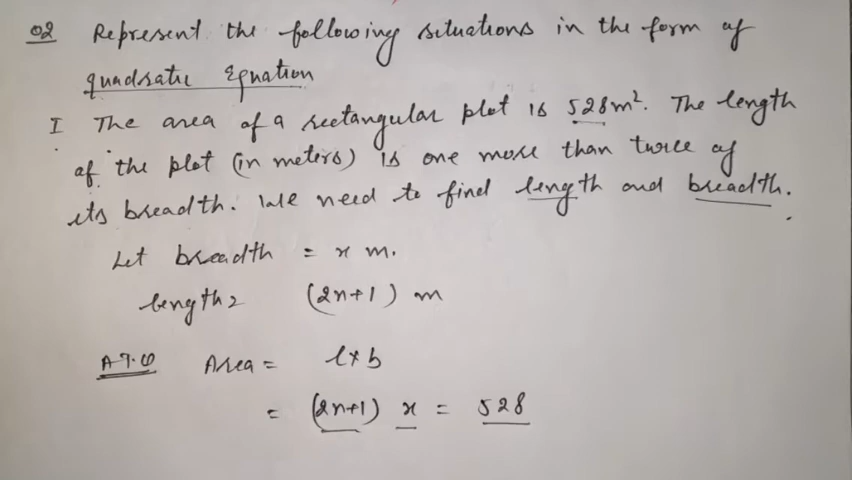 Q2 Represent the following situations in the form of
quadratic Equation
I The area of a rectangular plot is 528m². The length
of the plot (in meters) is one more than twice of
its breadth. We need to find length and breadth.
Let breadth = x m.
length = (2x+1) m
A.T.Q Area = l×b
= (2x+1) x = 528